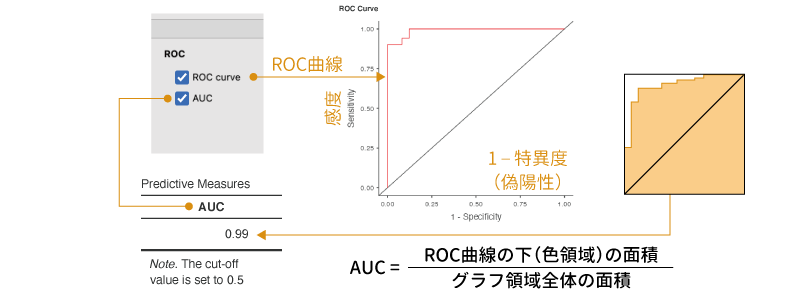 ROC
ROC curve
AUC
ROC曲線
ROC Curve
1.00
0.75
0.50
0.25
0.00
感度
Sensitivity
0.00 0.25 0.50 0.75 1.00
1 - Specificity
1 – 特異度
（偽陽性）
Predictive Measures
AUC
0.99
Note. The cut-off
value is set to 0.5
AUC =
ROC曲線の下（色領域）の面積
グラフ領域全体の面積